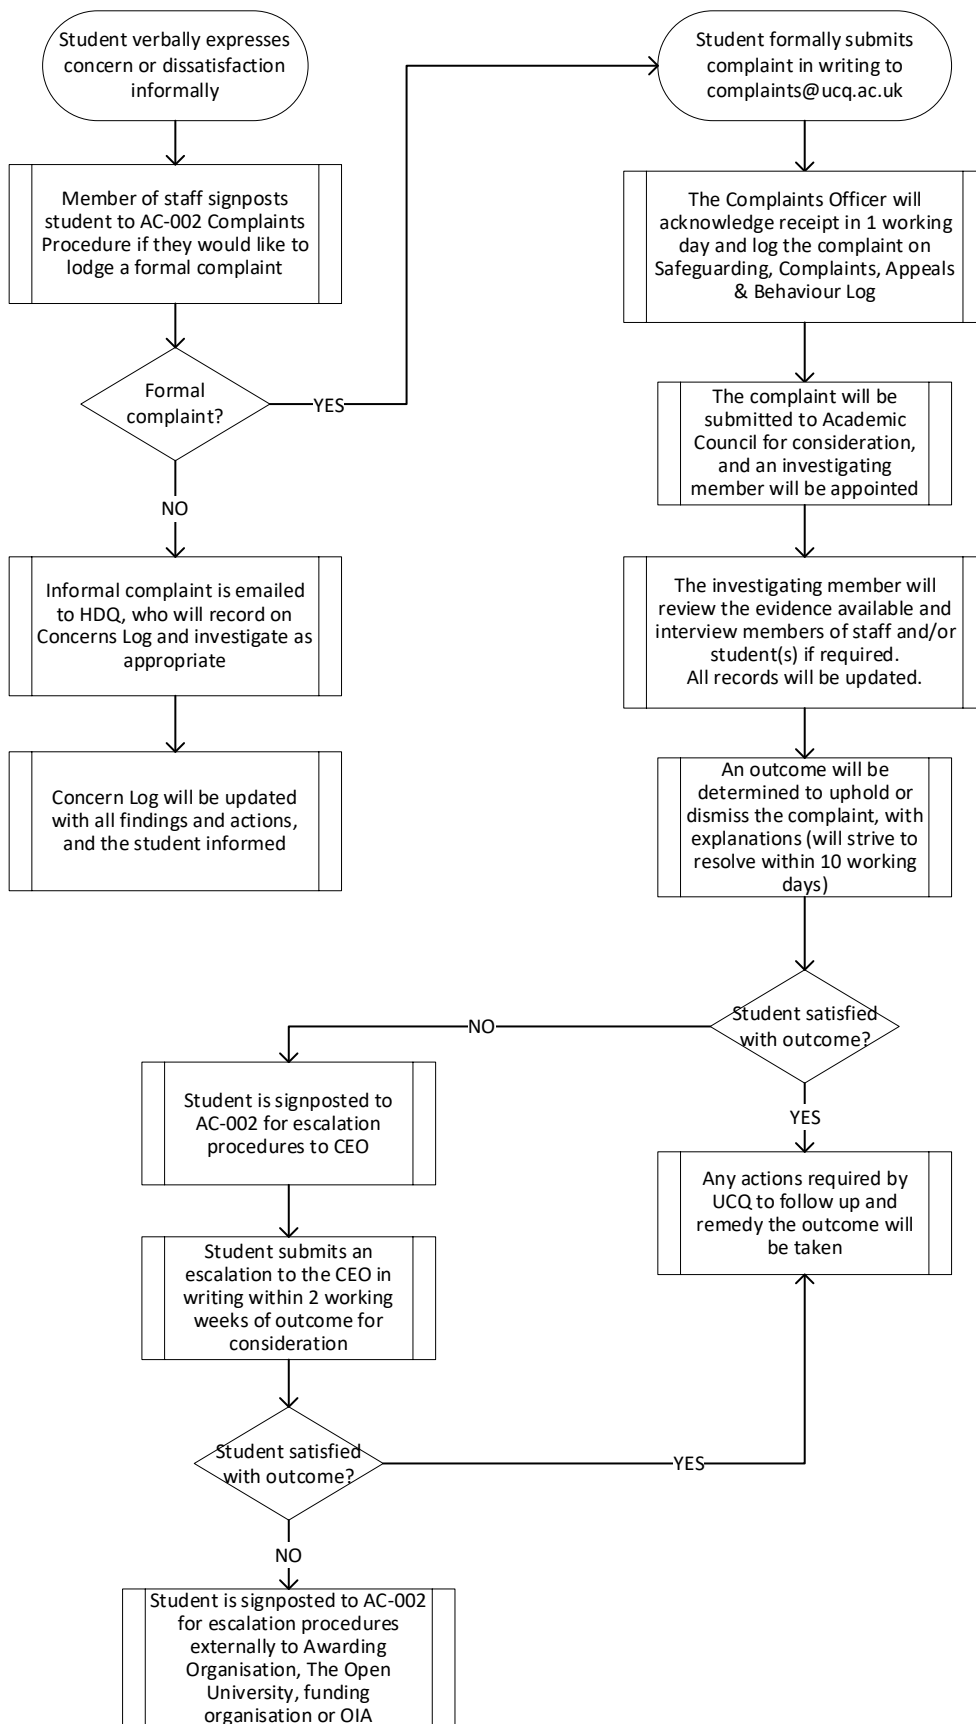 Student verbally expresses
concern or dissatisfaction
informally
Member of staff signposts
student to AC-002 Complaints
Procedure if they would like to
lodge a formal complaint
Formal
complaint?
YES
NO
Informal complaint is emailed
to HDQ, who will record on
Concerns Log and investigate as
appropriate
Concern Log will be updated
with all findings and actions,
and the student informed
Student formally submits
complaint in writing to
complaints@ucq.ac.uk
The Complaints Officer will
acknowledge receipt in 1 working
day and log the complaint on
Safeguarding, Complaints, Appeals
& Behaviour Log
The complaint will be
submitted to Academic
Council for consideration,
and an investigating
member will be appointed
The investigating member will
review the evidence available and
interview members of staff and/or
student(s) if required.
All records will be updated.
An outcome will be
determined to uphold or
dismiss the complaint, with
explanations (will strive to
resolve within 10 working
days)
Student satisfied
with outcome?
NO
YES
Any actions required by
UCQ to follow up and
remedy the outcome will
be taken
Student is signposted to
AC-002 for escalation
procedures to CEO
Student submits an
escalation to the CEO in
writing within 2 working
weeks of outcome for
consideration
Student satisfied
with outcome?
YES
NO
Student is signposted to AC-002
for escalation procedures
externally to Awarding
Organisation, The Open
University, funding
organisation or OIA